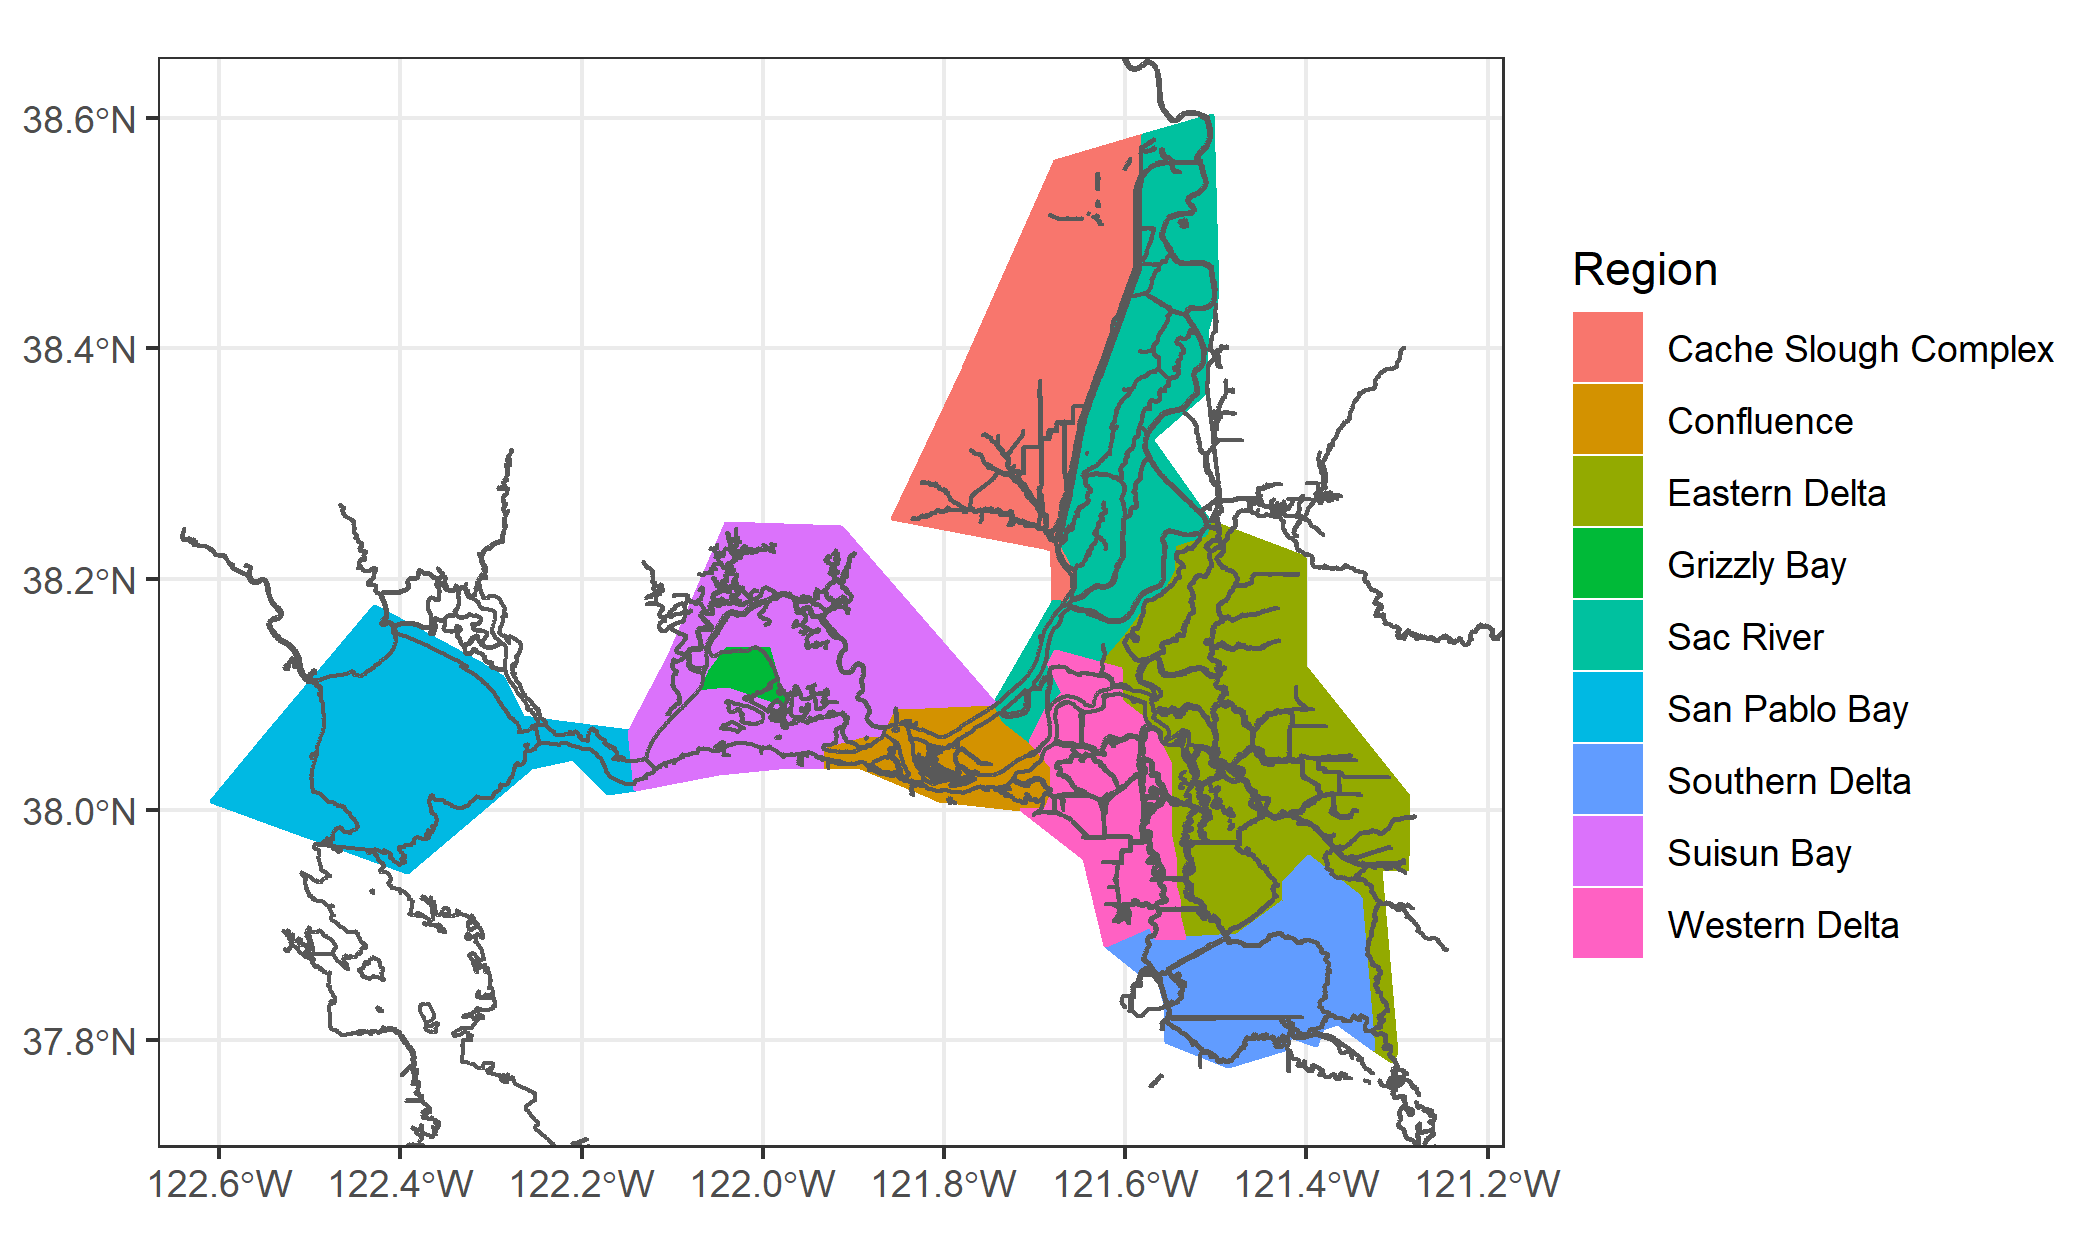 38.6°N
38.4°N
38.2°N
38.0°N
37.8°N
122.6°W 122.4°W 122.2°W 122.0°W 121.8°W 121.6°W 121.4°W 121.2°W
Region
Cache Slough Complex
Confluence
Eastern Delta
Grizzly Bay
Sac River
San Pablo Bay
Southern Delta
Suisun Bay
Western Delta